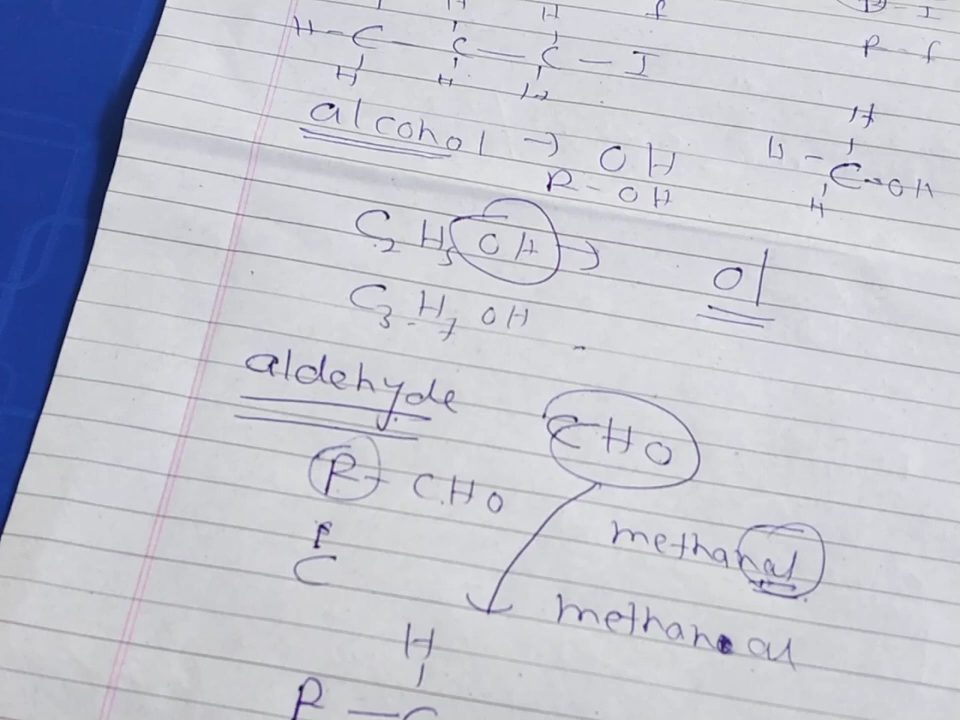 H H f R-I
H-C-C=C-I R-f
H H H
alcohol → OH
R-OH
H
H-C-OH
H
C2H5OH → ol
C3H7OH
aldehyde
CHO
R-CHO
methanal
C
methanal
H
R-C